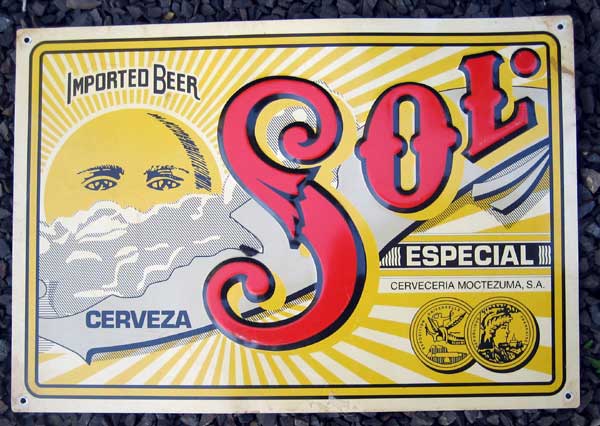 IMPORTED BEER
SOL
ESPECIAL
CERVECERIA MOCTEZUMA, S.A.
CERVEZA